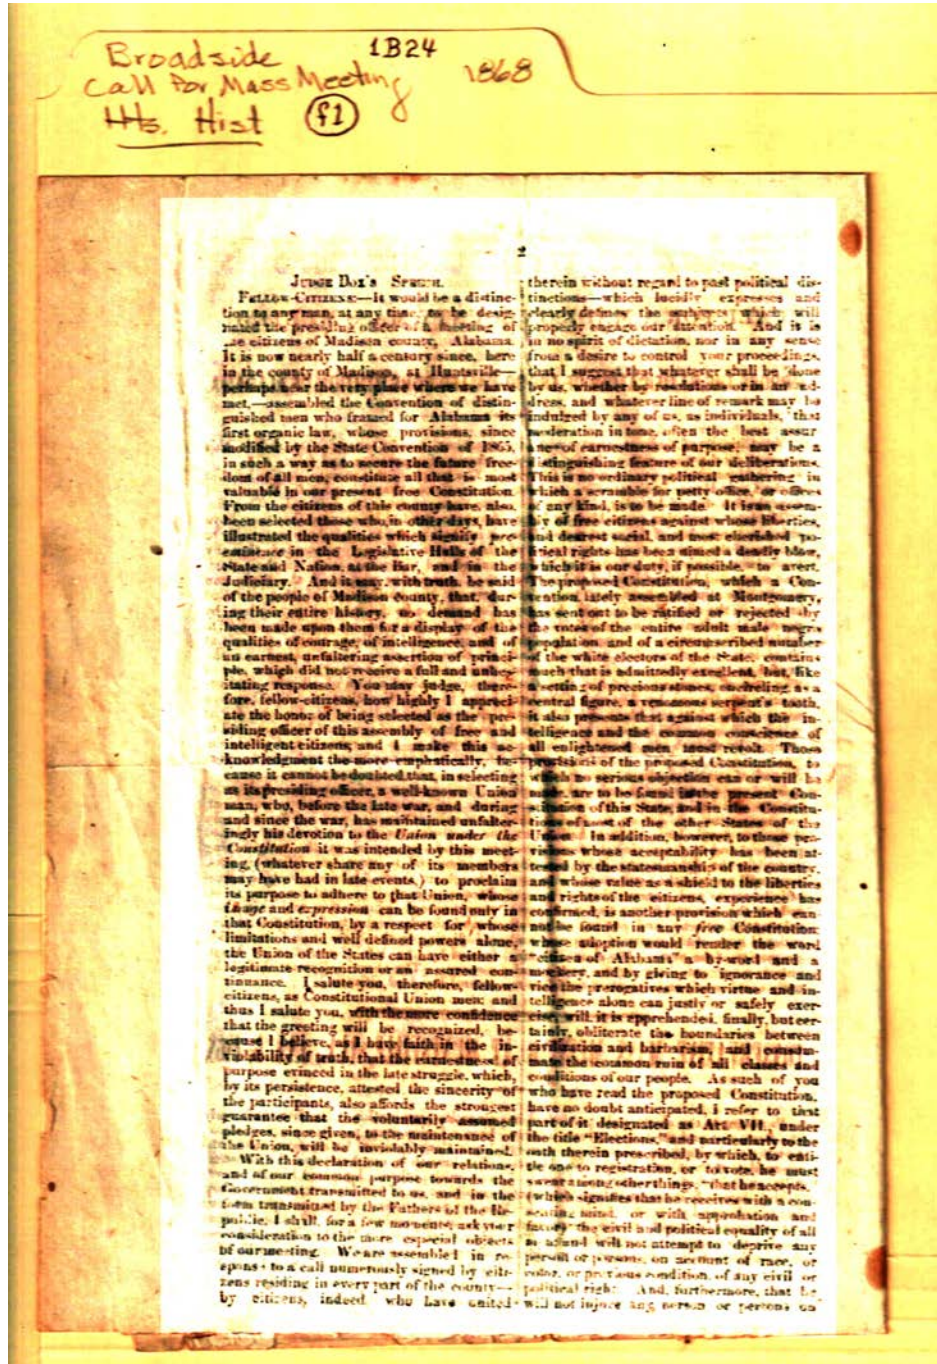 Broadside 1B24
Call For Mass Meeting 1868
Hts. Hist f1
2
JUDGE DOX'S SPEECH.
FELLOW-CITIZENS:—It would be a distinc-
tion to any man, at any time, to be desig-
nated the presiding officer of a meeting of
the citizens of Madison county, Alabama.
It is now nearly half a century since, here
in the county of Madison, at Huntsville—
perhaps near the very place where we have
met,—assembled the Convention of distin-
guished men who framed for Alabama its
first organic law, whose provisions, since
modified by the State Convention of 1865,
in such a way as to secure the future free-
dom of all men, constitute all that is most
valuable in our present free Constitution.
From the citizens of this county have, also,
been selected those who, in other days, have
illustrated the qualities which signify pre-
eminence in the Legislative Halls of the
State and Nation, at the Bar, and in the
Judiciary. And it may, with truth, be said
of the people of Madison county, that, dur-
ing their entire history, no demand has
been made upon them for a display of the
qualities of courage, of intelligence, and of
an earnest, unfaltering assertion of princi-
ple, which did not receive a full and unhes-
itating response. You may judge, there-
fore, fellow-citizens, how highly I appreci-
ate the honor of being selected as the pre-
siding officer of this assembly of free and
intelligent citizens; and I make this ac-
knowledgment the more emphatically, be-
cause it cannot be doubted that, in selecting
as its presiding officer, a well-known Union
man, who, before the late war, and during
and since the war, has maintained unfalter-
ingly his devotion to the Union under the
Constitution it was intended by this meet-
ing, (whatever share any of its members
may have had in late events,) to proclaim
its purpose to adhere to that Union, whose
image and expression can be found only in
that Constitution, by a respect for whose
limitations and well defined powers alone,
the Union of the States can have either a
legitimate recognition or an assured con-
tinuance. I salute you, therefore, fellow-
citizens, as Constitutional Union men; and
thus I salute you, with the more confidence
that the greeting will be recognized, be-
cause I believe, as I have faith in the in-
violability of truth, that the earnestness of
purpose evinced in the late struggle, which,
by its persistence, attested the sincerity of
the participants, also affords the strongest
guarantee that the voluntarily assumed
pledges, since given, to the maintenance of
the Union, will be inviolably maintained.
With this declaration of our relations,
and of our common purpose towards the
Government transmitted to us, and in the
form transmitted by the Fathers of the Re-
public, I shall, for a few moments, ask your
consideration to the more especial objects
of our meeting. We are assembled in re-
spons to a call numerously signed by citi-
zens residing in every part of the county—
by citizens, indeed who have united
therein without regard to past political dis-
tinctions—which lucidly expresses and
clearly defines the subjects which will
properly engage our attention. And it is
in no spirit of dictation, nor in any sense
from a desire to control your proceedings,
that I suggest that whatever shall be done
by us, whether by resolutions or in an ad-
dress, and whatever line of remark may be
indulged by any of us, as individuals, that
moderation in tone, often the best assur
ance of earnestness of purpose, may be a
distinguishing feature of our deliberations.
This is no ordinary political gathering in
which a scramble for petty office, or offices
of any kind, is to be made. It is an assem-
bly of free citizens against whose liberties,
and dearest social, and most cherished po-
litical rights has been aimed a deadly blow,
which it is our duty, if possible, to avert.
The proposed Constitution, which a Con-
vention lately assembled at Montgomery,
has sent out to be ratified or rejected by
the votes of the entire adult male negro
population and of a circumscribed number
of the white electors of the State, contains
much that is admittedly excellent, but, like
a setting of precious stones, encircling as a
central figure, a venomous serpent's tooth,
it also presents that against which the in-
telligence and the common conscience of
all enlightened men must revolt. Those
provisions of the proposed Constitution, to
which no serious objection can or will be
made, are to be found in the present Con-
stitution of this State, and in the Constitu-
tions of most of the other States of the
Union. In addition, however, to those pro-
visions whose acceptability has been at-
tested by the statesmanship of the country,
and whose value as a shield to the liberties
and rights of the citizens, experience has
confirmed, is another provision which can
not be found in any free Constitution;
whose adoption would render the word
"citizen of Alabama" a by-word and a
mockery, and by giving to ignorance and
vice the prerogatives which virtue and in-
telligence alone can justly or safely exer-
cise, will, it is apprehended, finally, but cer-
tainly, obliterate the boundaries between
civilization and barbarism, and consum-
mate the common ruin of all classes and
conditions of our people. As such of you
who have read the proposed Constitution,
have no doubt anticipated, I refer to that
part of it designated as Art VII., under
the title "Elections," and particularly to the
oath therein prescribed, by which, to enti-
tle one to registration, or to vote, he must
swear among other things, "that he accepts,
(which signifies that he receives with a con-
senting mind, or with approbation and
favor) the civil and political equality of all
men; and will not attempt to deprive any
person or persons, on account of race, or
color, or previous condition, of any civil or
political right. And, furthermore, that he
will not injure any person or persons on